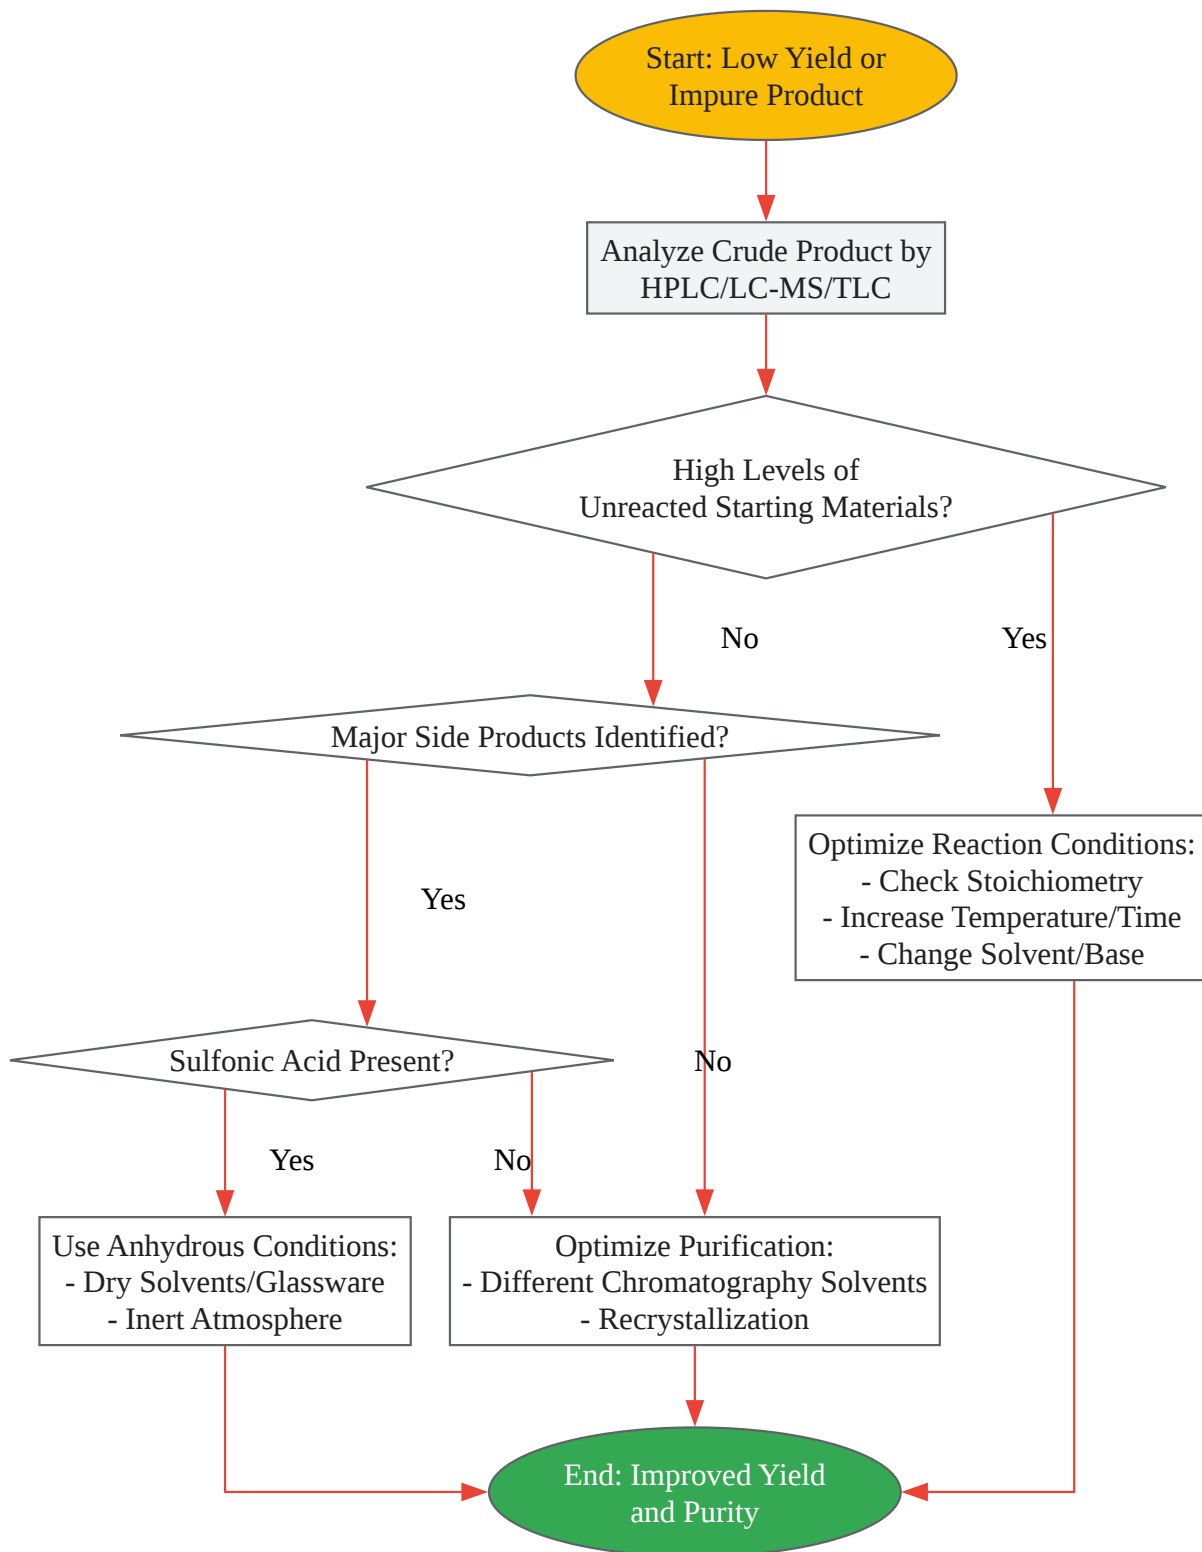 Start: Low Yield or
Impure Product
Analyze Crude Product by
HPLC/LC-MS/TLC
High Levels of
Unreacted Starting Materials?
No
Yes
Major Side Products Identified?
Optimize Reaction Conditions:
- Check Stoichiometry
- Increase Temperature/Time
- Change Solvent/Base
Yes
No
Sulfonic Acid Present?
Yes
No
Use Anhydrous Conditions:
- Dry Solvents/Glassware
- Inert Atmosphere
Optimize Purification:
- Different Chromatography Solvents
- Recrystallization
End: Improved Yield
and Purity